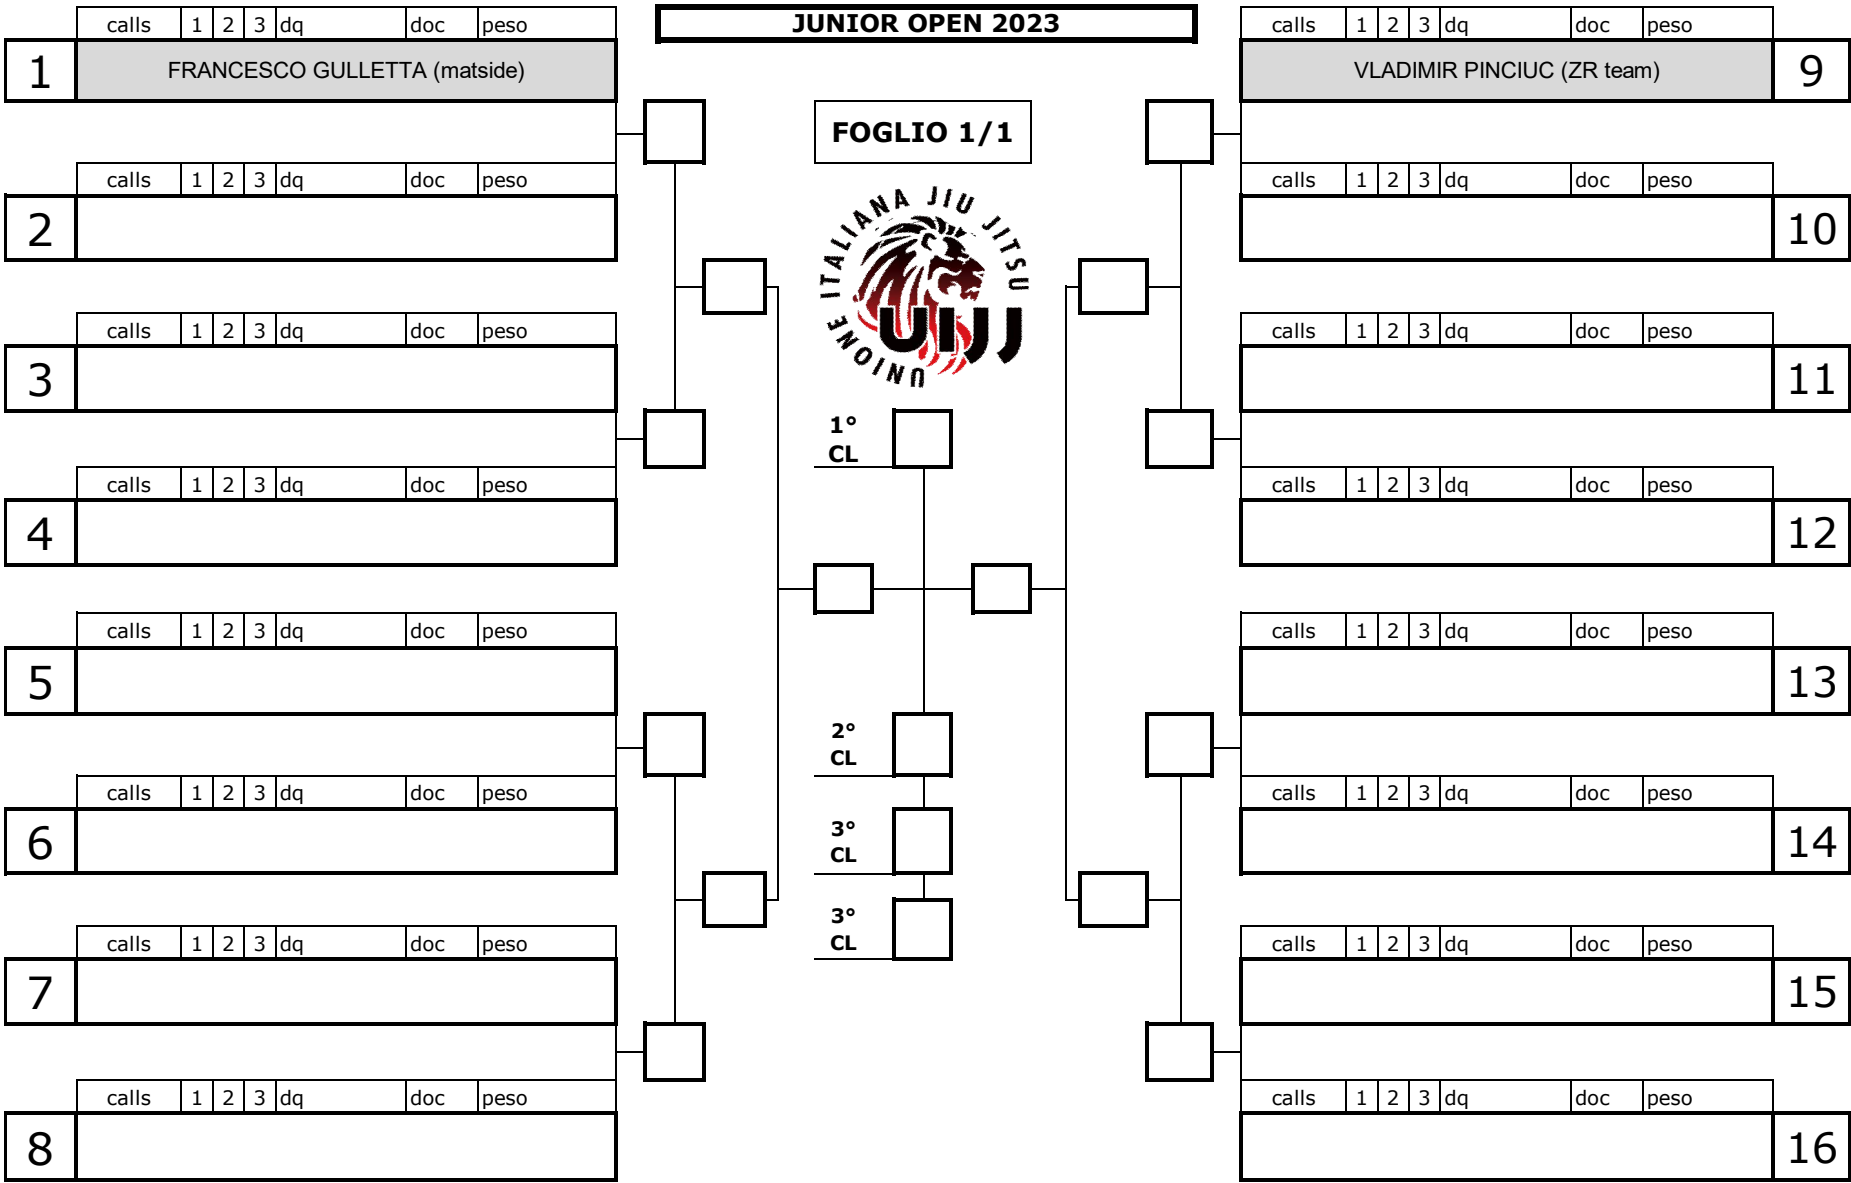 JUNIOR OPEN 2023
calls 1 2 3 dq doc peso
1 FRANCESCO GULLETTA (matside)
calls 1 2 3 dq doc peso
2
calls 1 2 3 dq doc peso
3
calls 1 2 3 dq doc peso
4
calls 1 2 3 dq doc peso
5
calls 1 2 3 dq doc peso
6
calls 1 2 3 dq doc peso
7
calls 1 2 3 dq doc peso
8
FOGLIO 1/1
UNIONE ITALIANA JIU JITSU
UIJJ
1°
CL
2°
CL
3°
CL
3°
CL
calls 1 2 3 dq doc peso
VLADIMIR PINCIUC (ZR team) 9
calls 1 2 3 dq doc peso
10
calls 1 2 3 dq doc peso
11
calls 1 2 3 dq doc peso
12
calls 1 2 3 dq doc peso
13
calls 1 2 3 dq doc peso
14
calls 1 2 3 dq doc peso
15
calls 1 2 3 dq doc peso
16